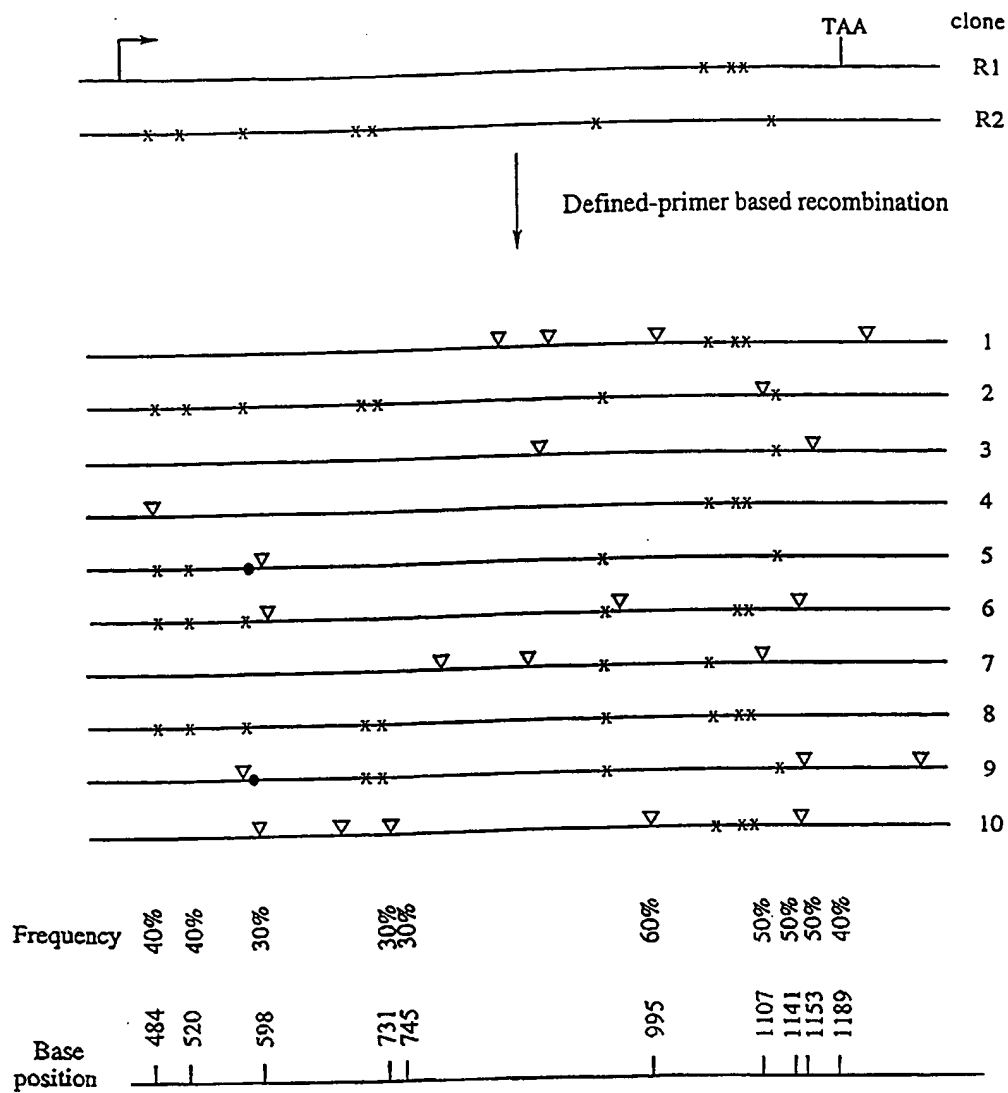 TAA clone
R1
R2
Defined-primer based recombination
1
2
3
4
5
6
7
8
9
10
Frequency 40% 40% 30% 30% 30% 60% 50% 50% 50% 40%
484 520 598 731 745 995 1107 1141 1153 1189
Base
position